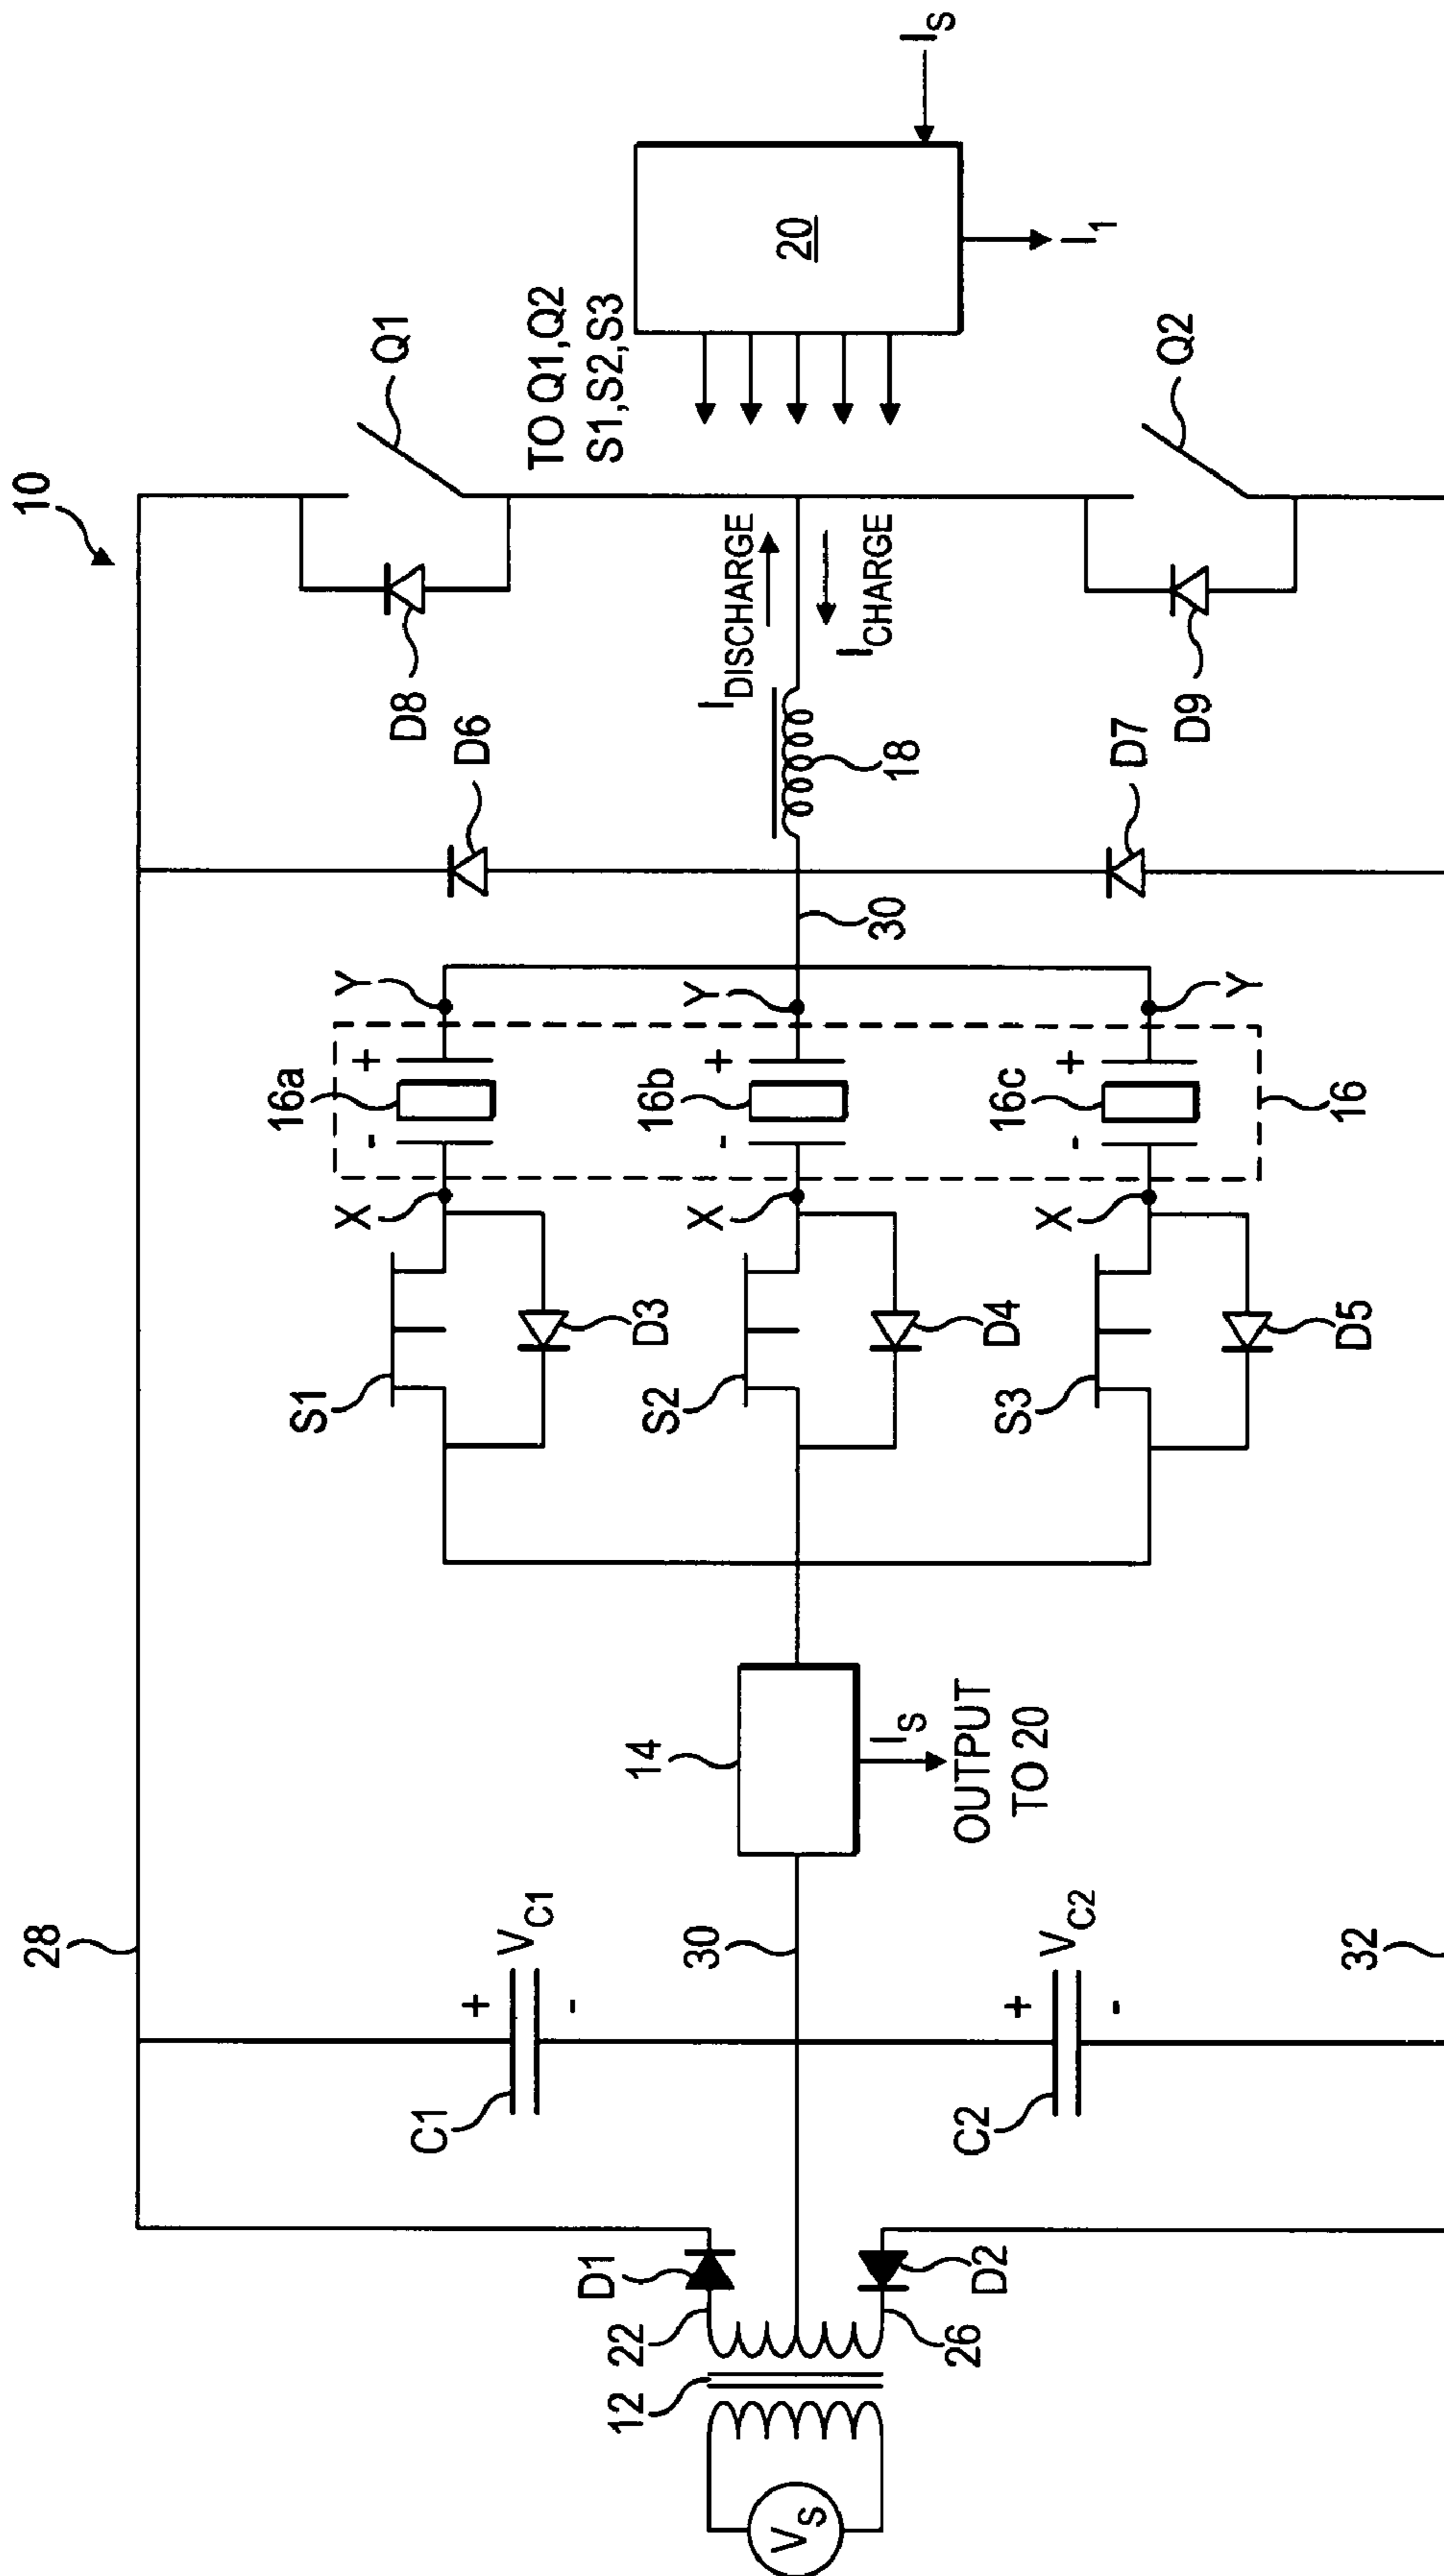 10
28
Q1
D8
D6
TO Q1,Q2
S1,S2,S3
20
I_S
I_1
I_DISCHARGE
I_CHARGE
18
30
Y
Y
Y
16a
+
-
16b
+
-
16c
+
-
16
X
X
X
S1
D3
S2
D4
S3
D5
D7
D9
Q2
14
I_S
OUTPUT
TO 20
30
C1
+
-
V_C1
C2
+
-
V_C2
32
D1
22
12
D2
26
V_S